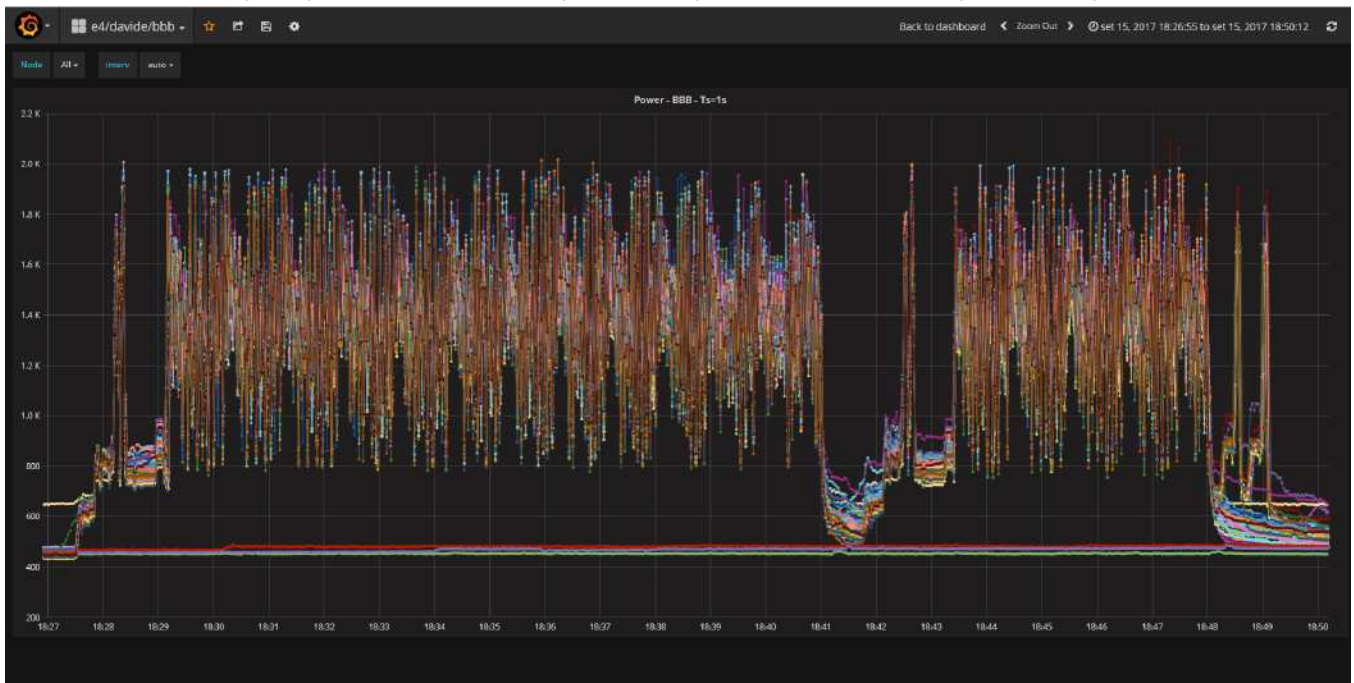 e4/davide/bbb
Back to dashboard Zoom Out set 15, 2017 18:26:55 to set 15, 2017 18:50:12
Node All interv auto
Power - BBB - Ts=1s
2.2 K
2.0 K
1.8 K
1.6 K
1.4 K
1.2 K
1.0 K
800
600
400
200
18:27 18:28 18:29 18:30 18:31 18:32 18:33 18:34 18:35 18:36 18:37 18:38 18:39 18:40 18:41 18:42 18:43 18:44 18:45 18:46 18:47 18:48 18:49 18:50